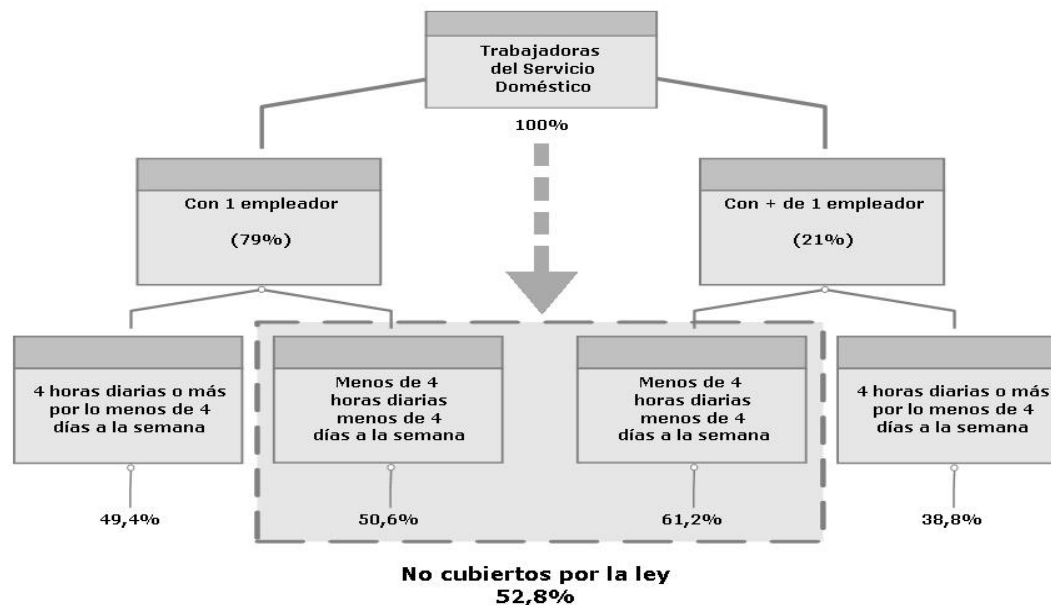 Trabajadoras
del Servicio
Doméstico
100%
Con 1 empleador
(79%)
Con + de 1 empleador
(21%)
4 horas diarias o más
por lo menos de 4
días a la semana
49,4%
Menos de 4
horas diarias
menos de 4
días a la semana
50,6%
Menos de 4
horas diarias
menos de 4
días a la semana
61,2%
4 horas diarias o más
por lo menos de 4
días a la semana
38,8%
No cubiertos por la ley
52,8%